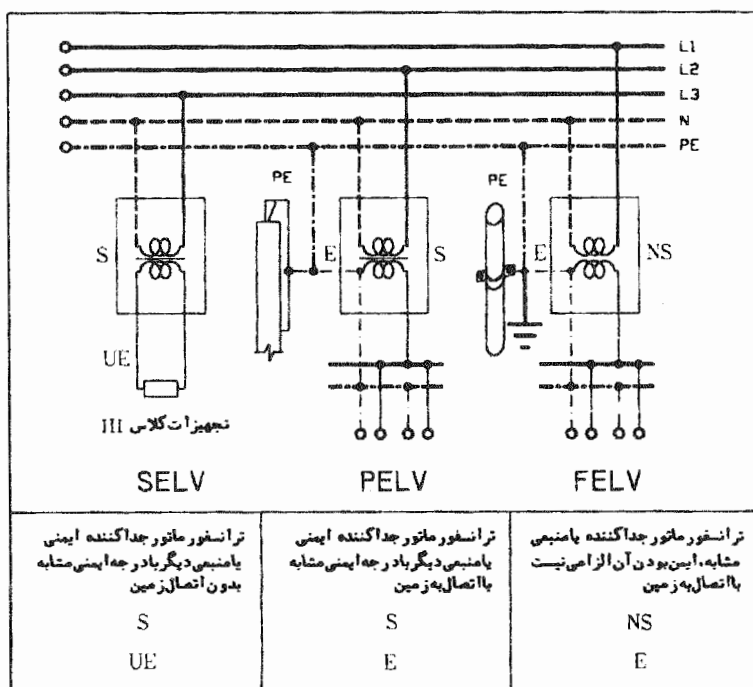 L1
L2
L3
N
PE
PE
PE
S
E
S
E
NS
UE
تجهیزات کلاس III
SELV
PELV
FELV
ترانسفورماتور جداکننده ایمنی
یا منبعی دیگر با درجه ایمنی مشابه
بدون اتصال زمین
S
UE
ترانسفورماتور جداکننده ایمنی
یا منبعی دیگر با درجه ایمنی مشابه
با اتصال به زمین
S
E
ترانسفورماتور جداکننده یا منبعی
مشابه، ایمن بودن آن الزامی نیست
با اتصال به زمین
NS
E